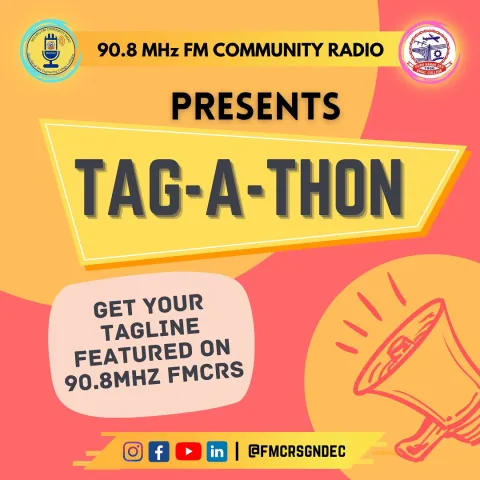 90.8 MHz FM COMMUNITY RADIO
PRESENTS
TAG-A-THON
GET YOUR
TAGLINE
FEATURED ON
90.8MHZ FMCRS
| @FMCRSGNDEC